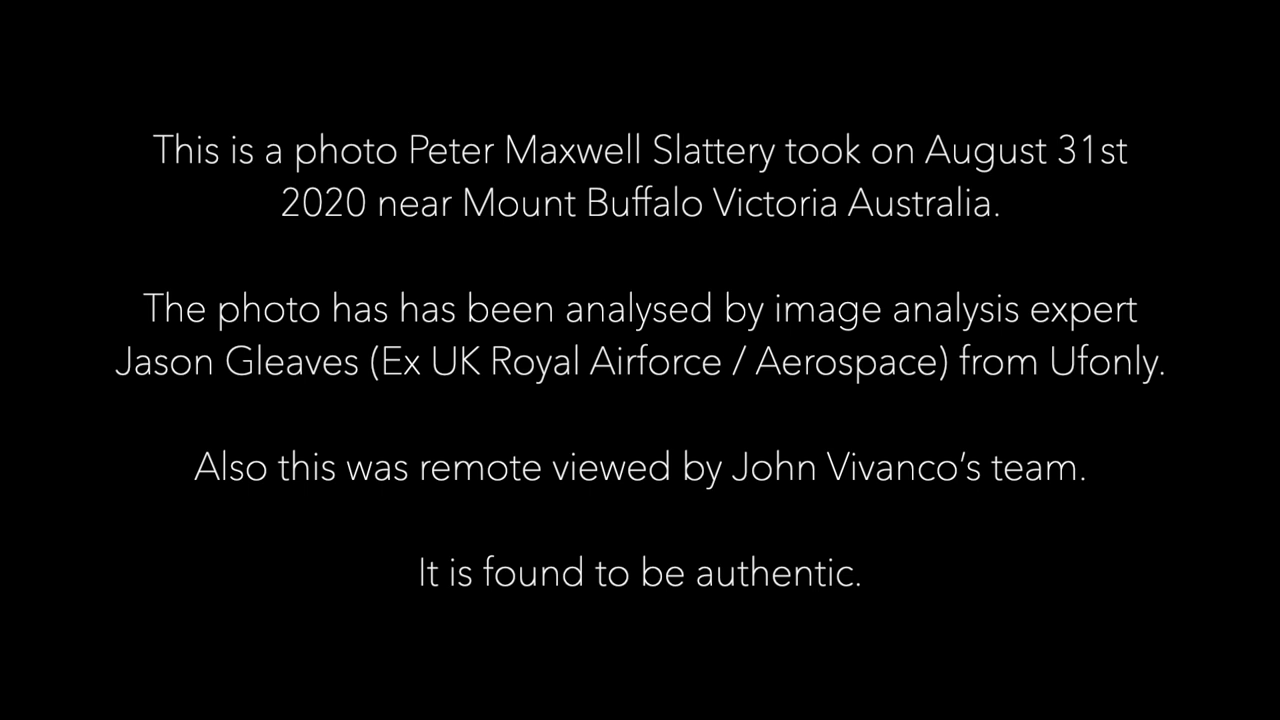 This is a photo Peter Maxwell Slattery took on August 31st
2020 near Mount Buffalo Victoria Australia.
The photo has has been analysed by image analysis expert
Jason Gleaves (Ex UK Royal Airforce / Aerospace) from Ufonly.
Also this was remote viewed by John Vivanco’s team.
It is found to be authentic.